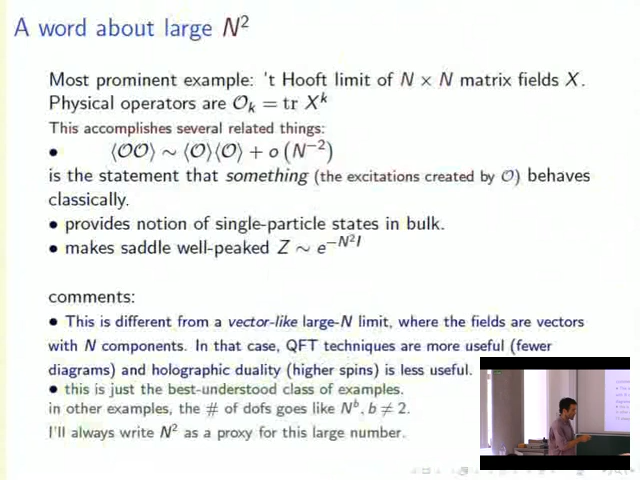 A word about large N²
Most prominent example: 't Hooft limit of N × N matrix fields X.
Physical operators are 𝒪ₖ = tr Xᵏ
This accomplishes several related things:
• ⟨𝒪𝒪⟩ ∼ ⟨𝒪⟩⟨𝒪⟩ + o (N⁻²)
is the statement that something (the excitations created by 𝒪) behaves
classically.
• provides notion of single-particle states in bulk.
• makes saddle well-peaked Z ∼ e^{−N²I}
comments:
• This is different from a vector-like large-N limit, where the fields are vectors
with N components. In that case, QFT techniques are more useful (fewer
diagrams) and holographic duality (higher spins) is less useful.
• this is just the best-understood class of examples.
in other examples, the # of dofs goes like Nᵇ, b ≠ 2.
I'll always write N² as a proxy for this large number.